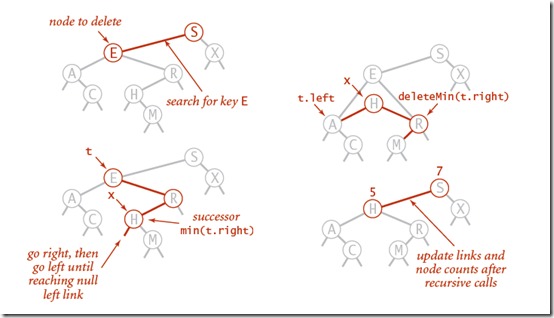 node to delete
S
E
X
A
R
C
H
search for key E
M
t
S
E
X
x
A
R
C
H
successor
min(t.right)
M
go right, then
go left until
reaching null
left link
S
x
E
X
t.left
H
deleteMin(t.right)
A
R
C
M
7
5
S
H
X
A
R
C
M
update links and
node counts after
recursive calls